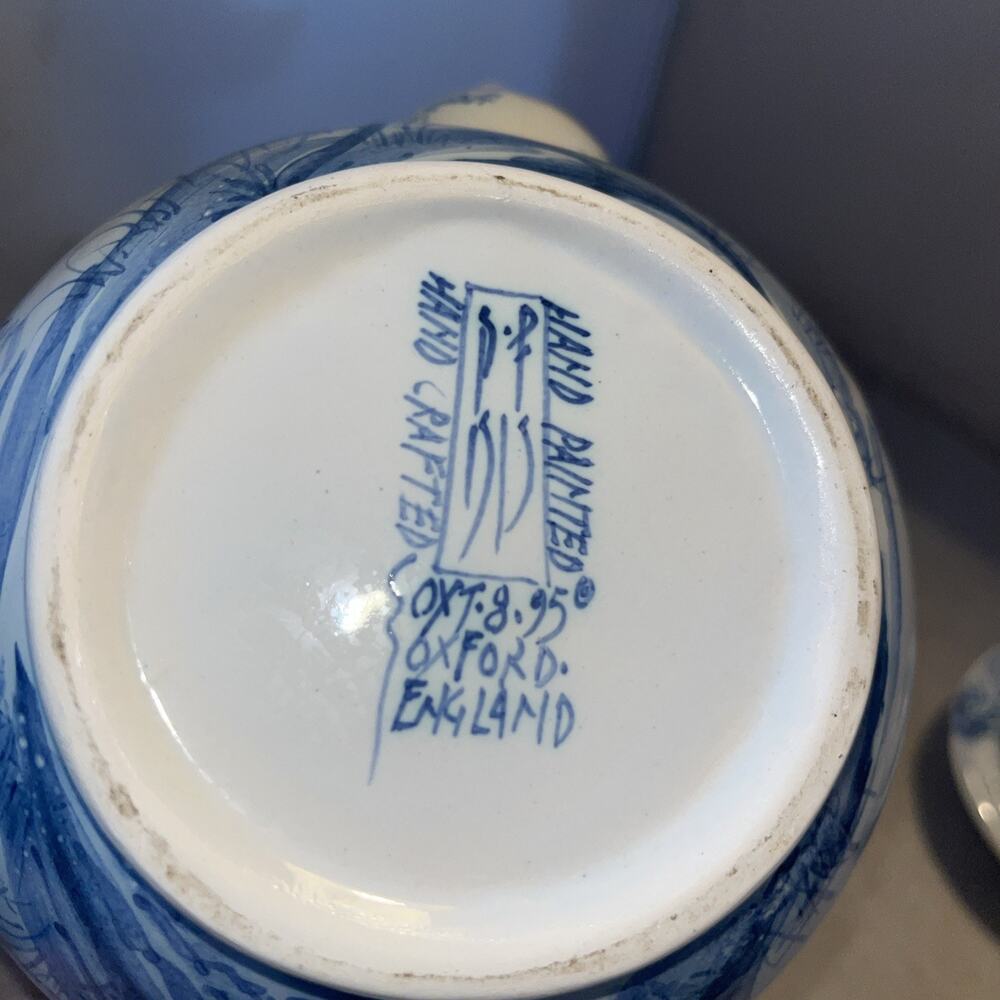 HAND CRAFTED
HAND PAINTED ©
OXT.8.95
OXFORD.
ENGLAND